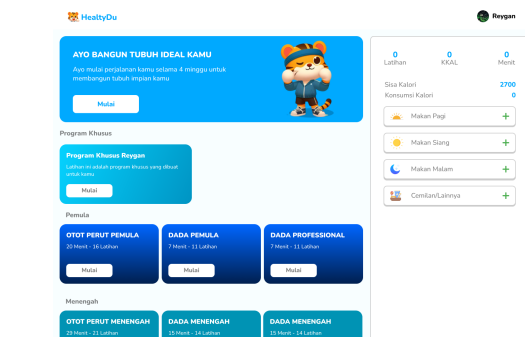 HealtyDu
Reygan
AYO BANGUN TUBUH IDEAL KAMU
Ayo mulai perjalanan kamu selama 4 minggu untuk
membangun tubuh impian kamu
Mulai
0 0 0
Latihan KKAL Menit
Sisa Kalori 2700
Konsumsi Kalori 0
Makan Pagi
Makan Siang
Makan Malam
Cemilan/Lainnya
Program Khusus
Program Khusus Reygan
Latihan ini adalah program khusus yang dibuat
untuk kamu
Mulai
Pemula
OTOT PERUT PEMULA
20 Menit - 16 Latihan
Mulai
DADA PEMULA
7 Menit - 11 Latihan
Mulai
DADA PROFESSIONAL
7 Menit - 11 Latihan
Mulai
Menengah
OTOT PERUT MENENGAH
29 Menit - 21 Latihan
DADA MENENGAH
15 Menit - 14 Latihan
DADA MENENGAH
15 Menit - 14 Latihan